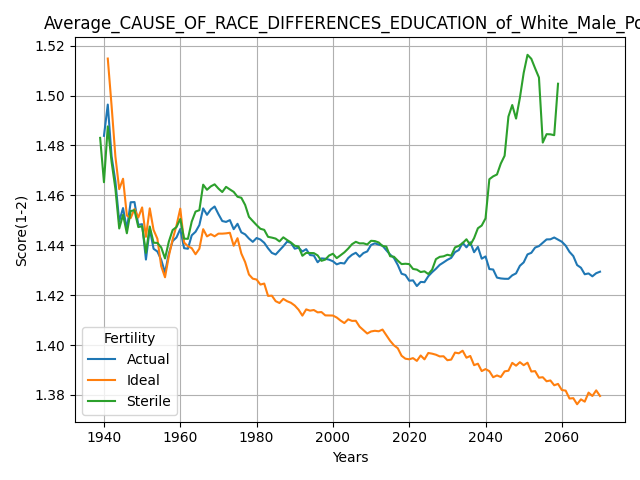 Average_CAUSE_OF_RACE_DIFFERENCES_EDUCATION_of_White_Male_Po
1.52
1.50
1.48
1.46
1.44
1.42
1.40
1.38
Score(1-2)
Fertility
Actual
Ideal
Sterile
1940 1960 1980 2000 2020 2040 2060
Years